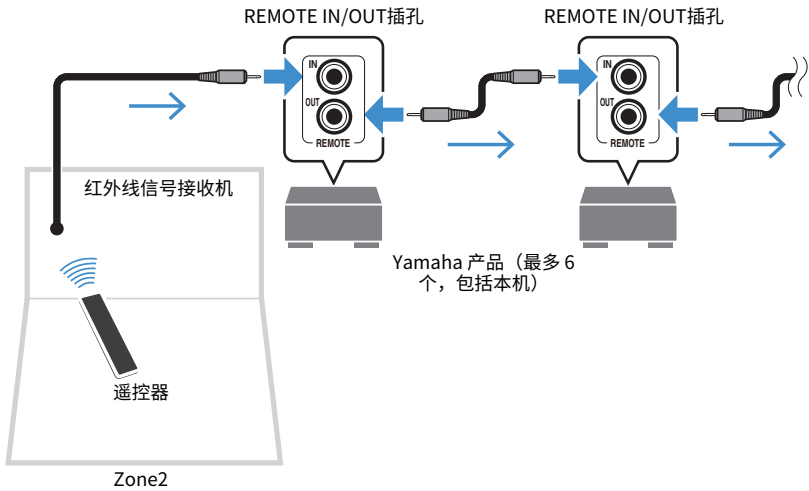 REMOTE IN/OUT插孔
REMOTE IN/OUT插孔
IN
OUT
REMOTE
IN
OUT
REMOTE
红外线信号接收机
Yamaha 产品（最多 6
个，包括本机）
遥控器
Zone2